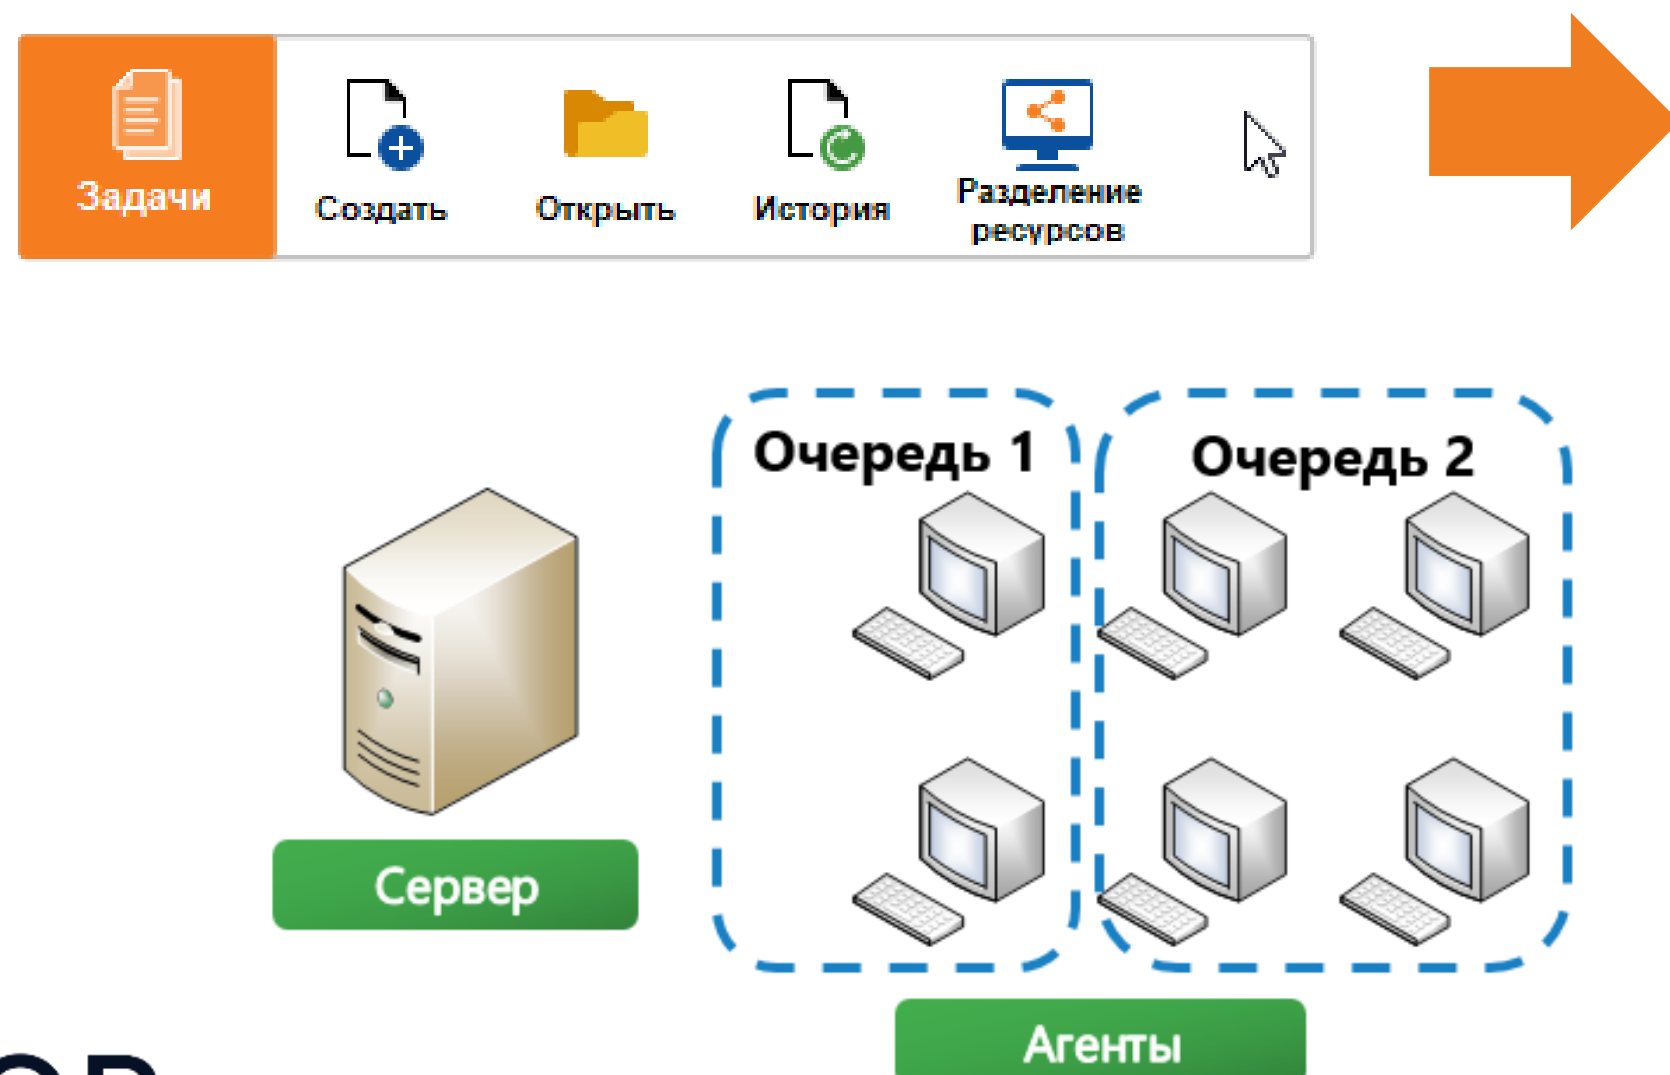 Задачи
Создать
Открыть
История
Разделение
ресурсов
Очередь 1
Очередь 2
Сервер
Агенты